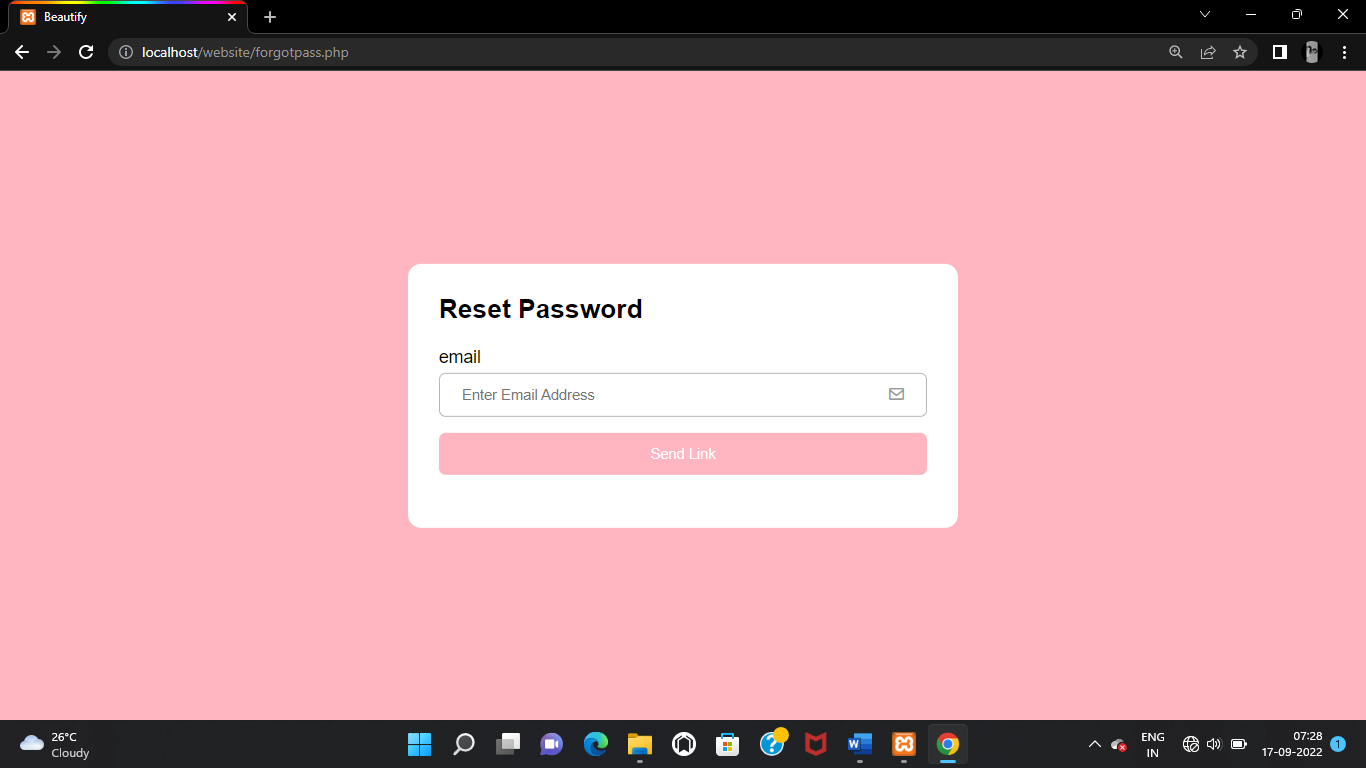 Beautify
localhost/website/forgotpass.php
Reset Password
email
Enter Email Address
Send Link
26°C
Cloudy
ENG
IN
07:28
17-09-2022
1